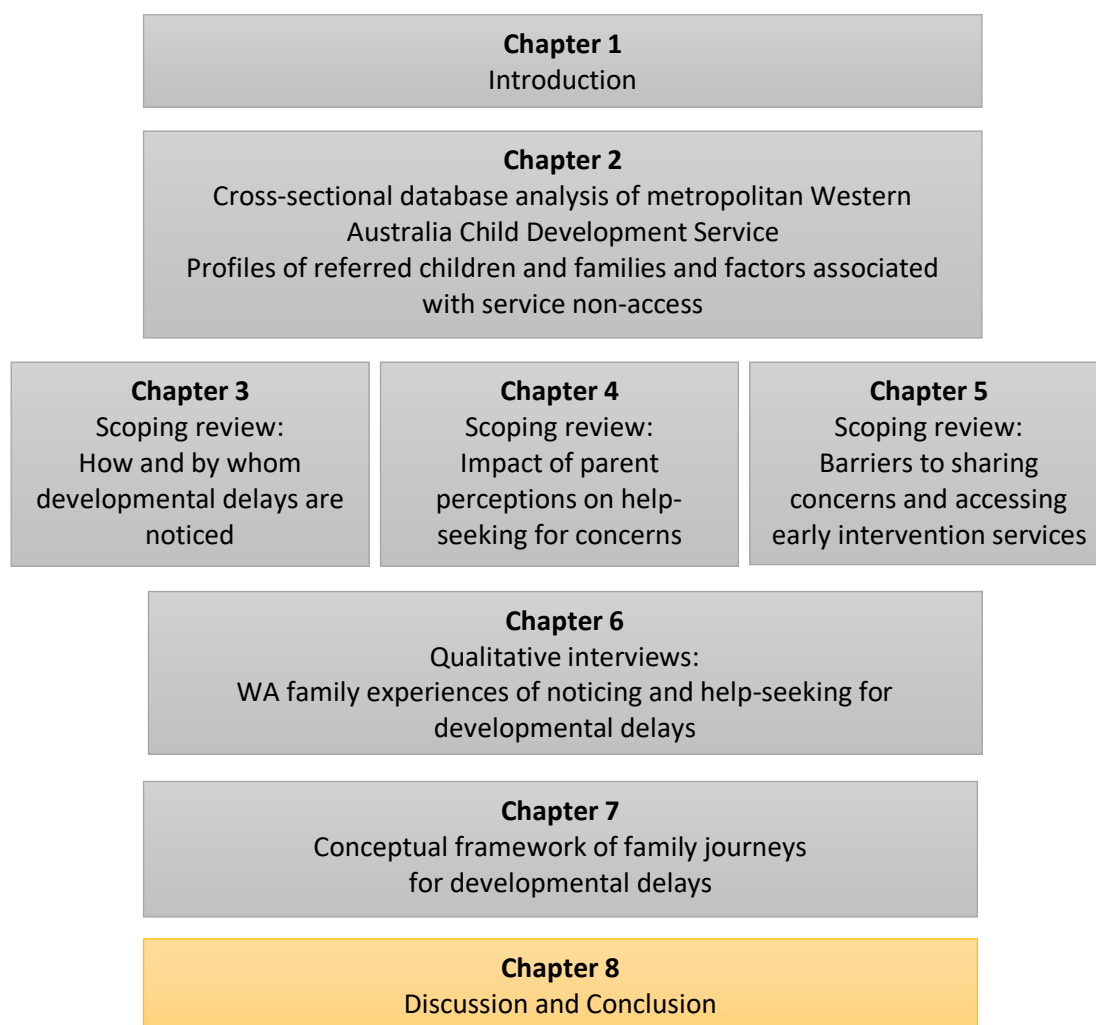 Chapter 1
Introduction
Chapter 2
Cross-sectional database analysis of metropolitan Western
Australia Child Development Service
Profiles of referred children and families and factors associated
with service non-access
Chapter 3
Scoping review:
How and by whom
developmental delays are
noticed
Chapter 4
Scoping review:
Impact of parent
perceptions on help-
seeking for concerns
Chapter 5
Scoping review:
Barriers to sharing
concerns and accessing
early intervention services
Chapter 6
Qualitative interviews:
WA family experiences of noticing and help-seeking for
developmental delays
Chapter 7
Conceptual framework of family journeys
for developmental delays
Chapter 8
Discussion and Conclusion